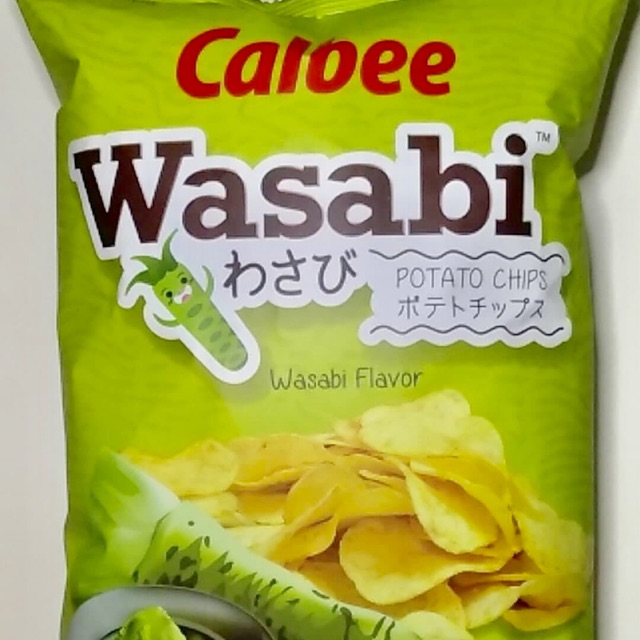 Calbee
Wasabi™
わさび
POTATO CHIPS
ポテトチップス
Wasabi Flavor